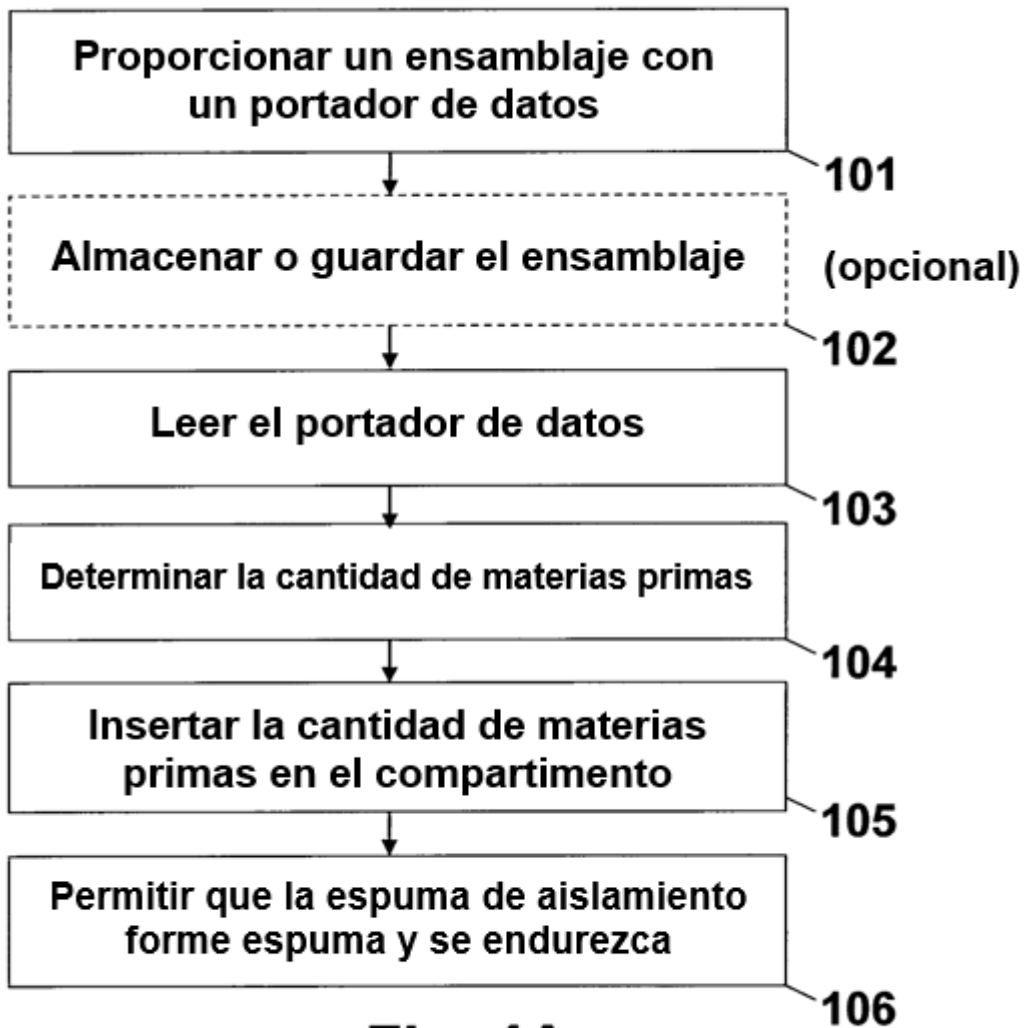 Proporcionar un ensamblaje con
un portador de datos
101
Almacenar o guardar el ensamblaje
(opcional)
102
Leer el portador de datos
103
Determinar la cantidad de materias primas
104
Insertar la cantidad de materias
primas en el compartimento
105
Permitir que la espuma de aislamiento
forme espuma y se endurezca
106